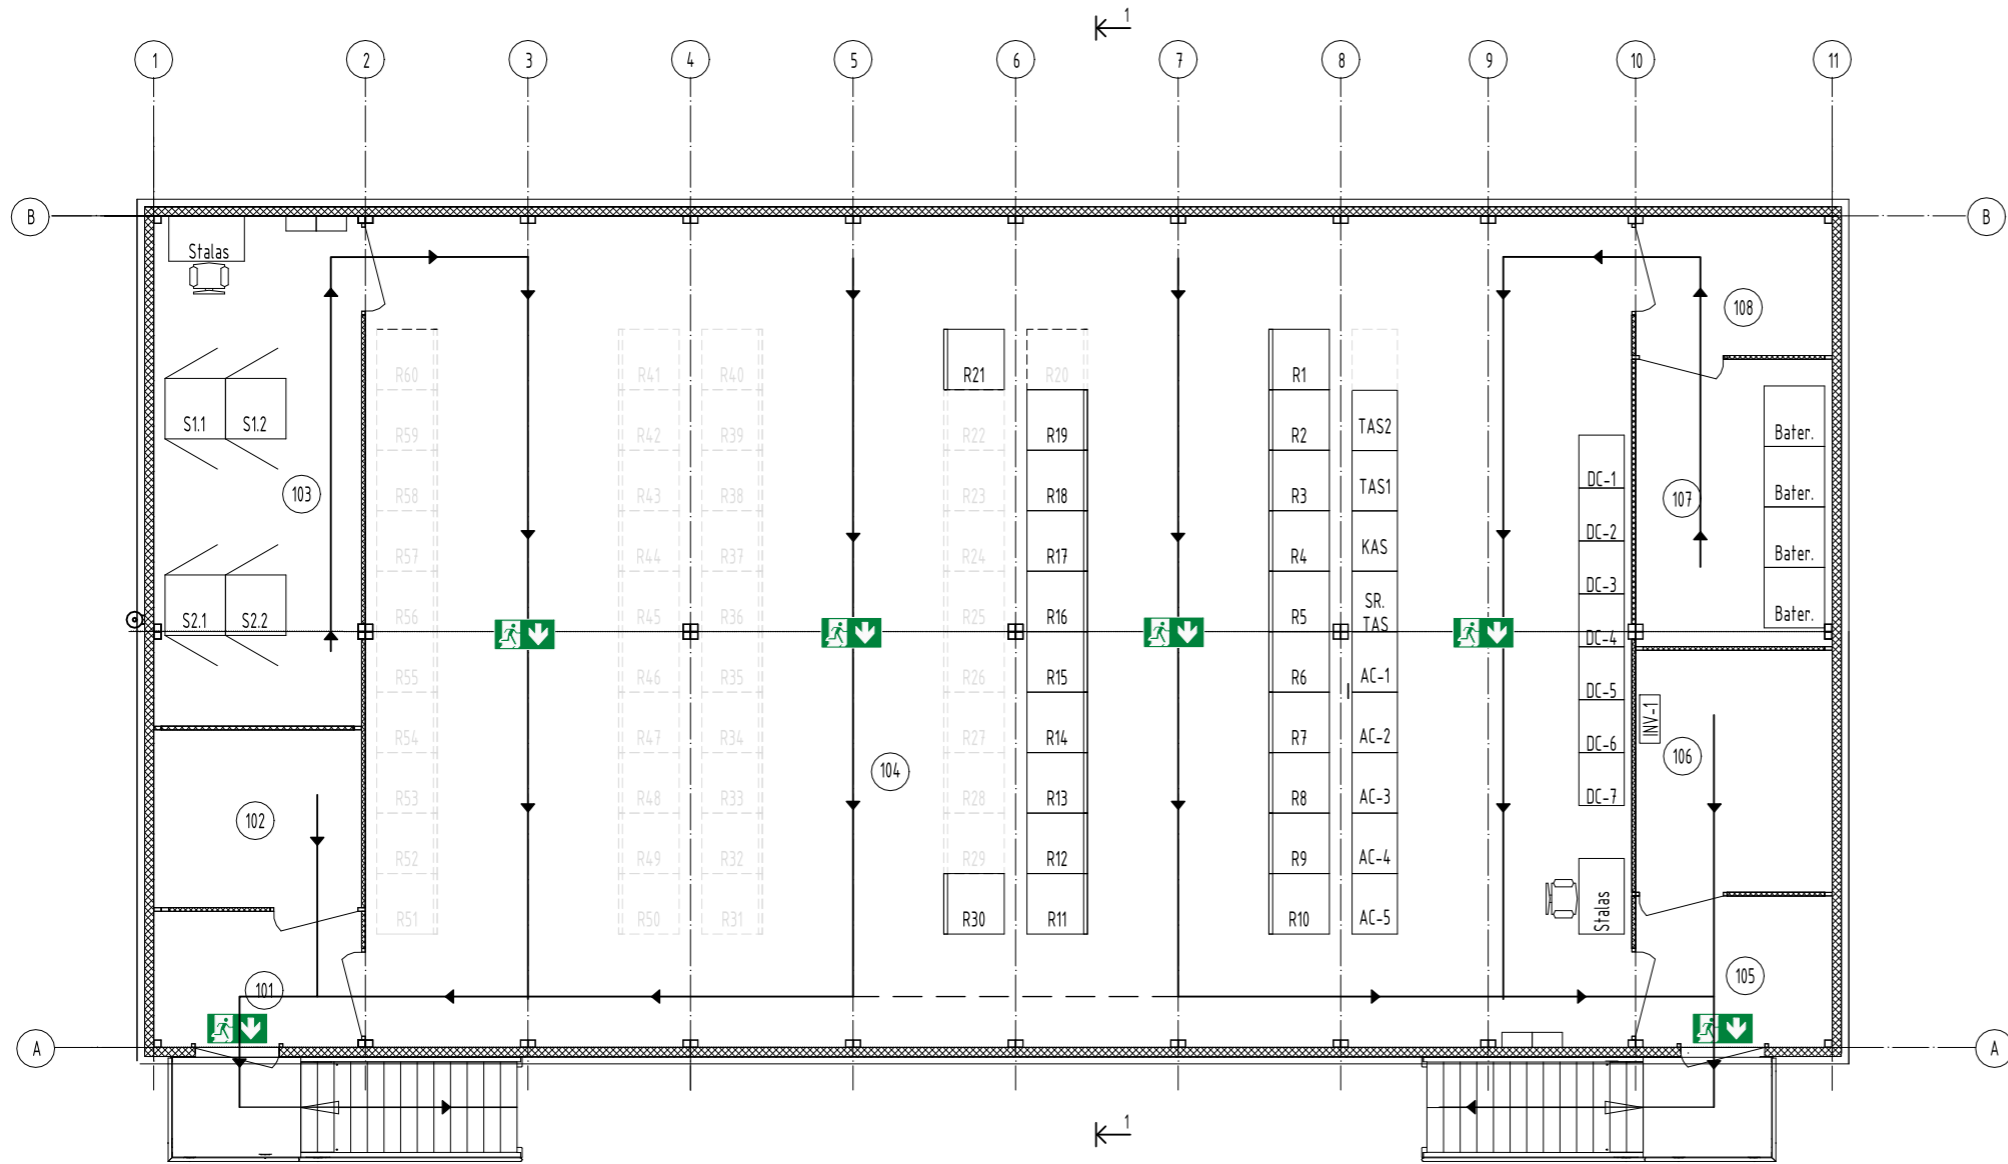 1
1 2 3 4 5 6 7 8 9 10 11
B B
Stalas
108
R60 R41 R40 R21 R20 R1
S1.1 S1.2
R59 R42 R39 R22 R19 R2 TAS2 Bater.
DC-1
103
R58 R43 R38 R23 R18 R3 TAS1 107 Bater.
DC-2
R57 R44 R37 R24 R17 R4 KAS Bater.
DC-3
S2.1 S2.2
R56 R45 R36 R25 R16 R5 SR.
TAS Bater.
DC-4
R55 R46 R35 R26 R15 R6 AC-1
DC-5
INV-1
R54 R47 R34 R27 R14 R7 AC-2
DC-6
106
104
R53 R48 R33 R28 R13 R8 AC-3
DC-7
102
R52 R49 R32 R29 R12 R9 AC-4
R51 R50 R31 R30 R11 R10 AC-5
Stalas
101
105
A A
1